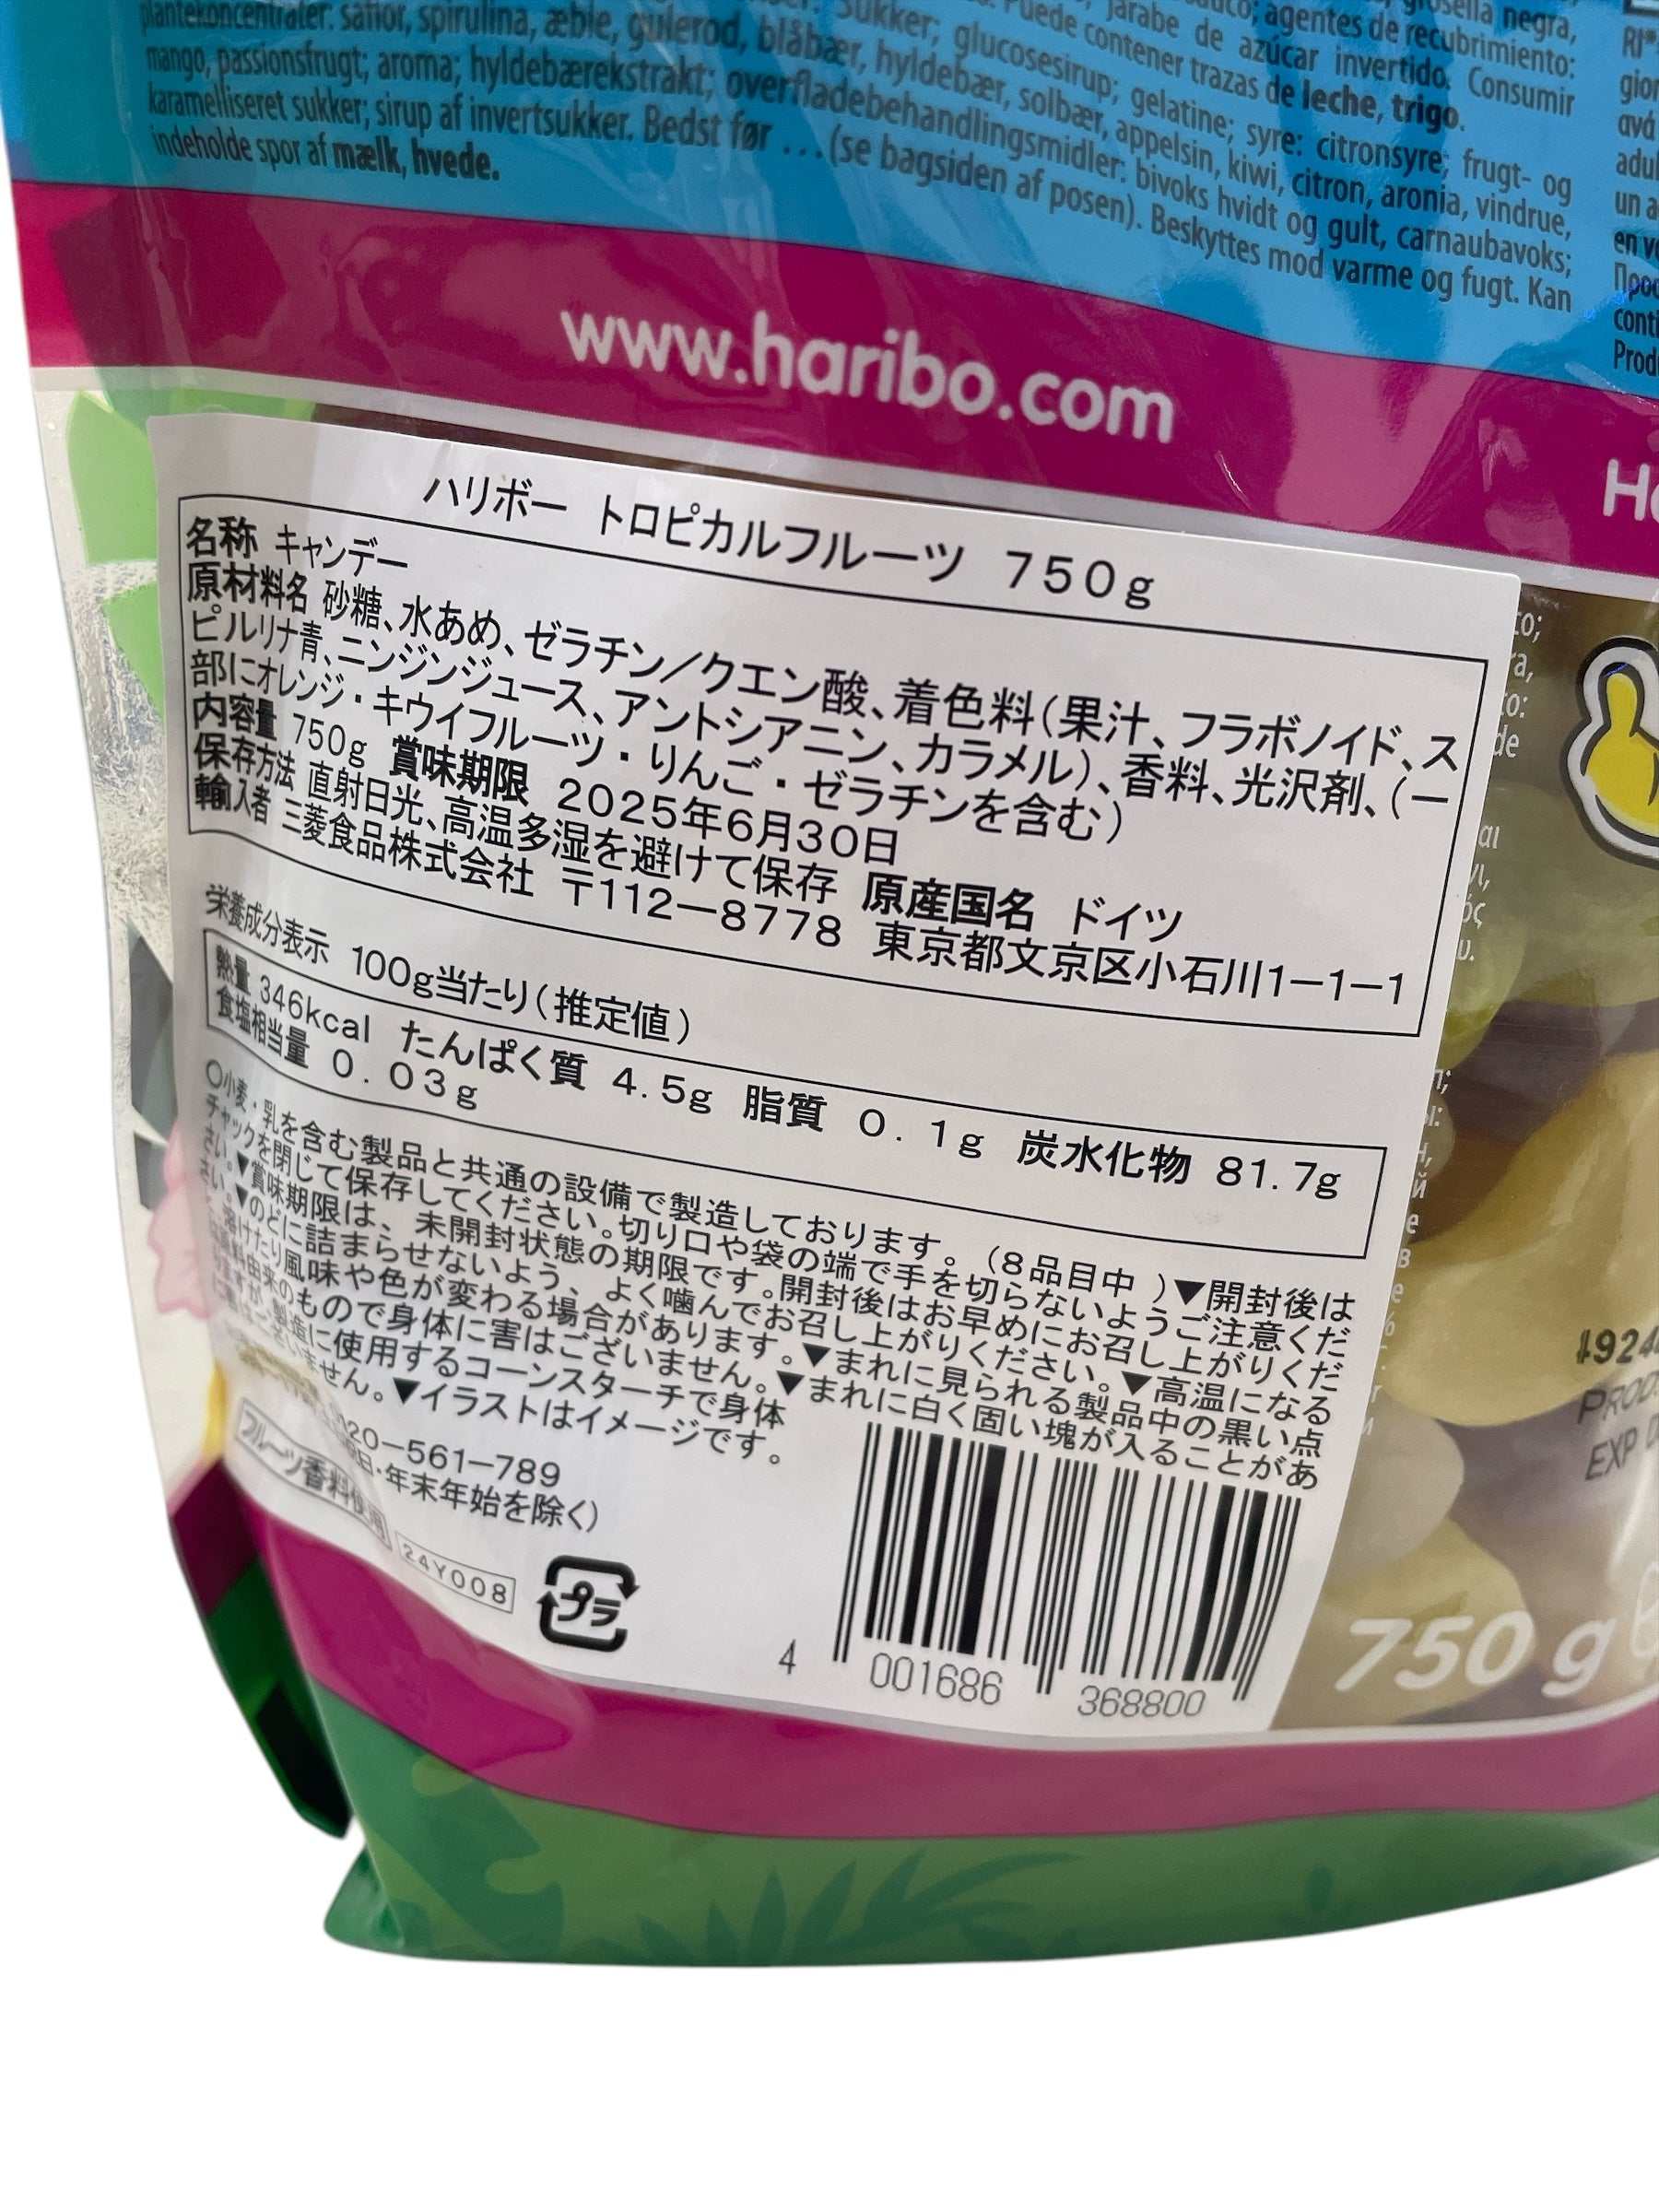 negra,
agentes de recubrimiento:
jarabe de azúcar invertido. Consumir
Puede contener trazas de leche, trigo.
Sukker; glucosesirup; gelatine; syre: citronsyre; frugt- og
plantekoncentrater: saflor, spirulina, æble, gulerod, blåbær, hyldebær, solbær, appelsin, kiwi, citron, aronia, vindrue,
mango, passionsfrugt; aroma; hyldebærekstrakt; overfladebehandlingsmidler: bivoks hvidt og gult, carnaubavoks;
karamelliseret sukker; sirup af invertsukker. Bedst før ... (se bagsiden af posen). Beskyttes mod varme og fugt. Kan
indeholde spor af mælk, hvede.
www.haribo.com
ハリボー トロピカルフルーツ 750g
名称 キャンデー
原材料名 砂糖、水あめ、ゼラチン/クエン酸、着色料(果汁、フラボノイド、ス
ピルリナ青、ニンジンジュース、アントシアニン、カラメル)、香料、光沢剤、(一
部にオレンジ・キウイフルーツ・りんご・ゼラチンを含む)
内容量 750g 賞味期限 2025年6月30日
保存方法 直射日光、高温多湿を避けて保存 原産国名 ドイツ
輸入者 三菱食品株式会社 〒112-8778 東京都文京区小石川1-1-1
栄養成分表示 100g当たり(推定値)
熱量 346kcal たんぱく質 4.5g 脂質 0.1g 炭水化物 81.7g
食塩相当量 0.03g
○小麦・乳を含む製品と共通の設備で製造しております。(8品目中)▼開封後は
チャックを閉じて保存してください。切り口や袋の端で手を切らないようご注意くだ
さい。▼賞味期限は、未開封状態の期限です。開封後はお早めにお召し上がりくだ
さい。▼のどに詰まらせないよう、よく噛んでお召し上がりください。▼高温になる
と溶けたり風味や色が変わる場合があります。▼まれに見られる製品中の黒い点
は原料由来のもので身体に害はございません。▼まれに白く固い塊が入ることがあ
りますが、製造に使用するコーンスターチで身体
に害はございません。▼イラストはイメージです。
20-561-789
祝日・年末年始を除く)
フルーツ香料使用
24Y008
プラ
4 001686 368800
750 g
EXP